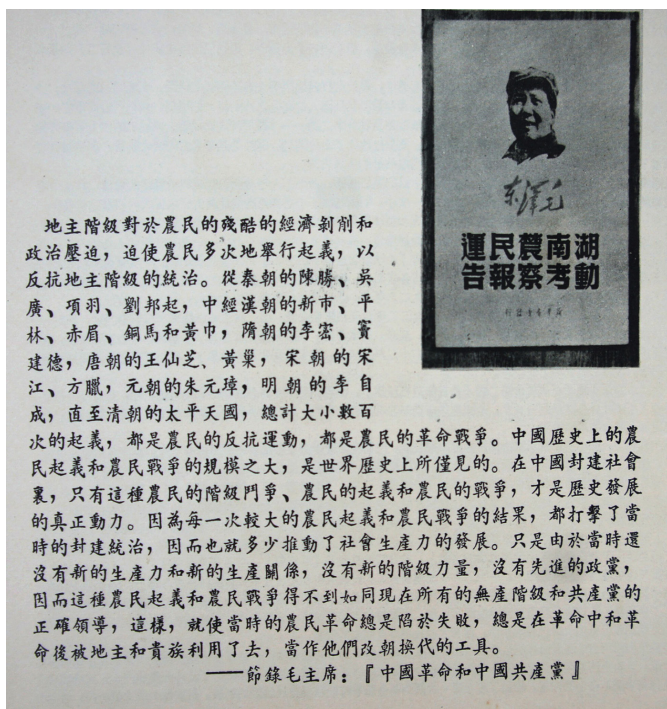 毛泽东
湖南農民運
動考察報告
地主階級對於農民的殘酷的經濟剝削和
政治壓迫，迫使農民多次地舉行起義，以
反抗地主階級的統治。從秦朝的陳勝、吳
廣、項羽、劉邦起，中經漢朝的新市、平
林、赤眉、銅馬和黃巾，隋朝的李密、竇
建德，唐朝的王仙芝、黃巢，宋朝的宋
江、方臘，元朝的朱元璋，明朝的李自
成，直至清朝的太平天國，總計大小數百
次的起義，都是農民的反抗運動，都是農民的革命戰爭。中國歷史上的農
民起義和農民戰爭的規模之大，是世界歷史上所僅見的。在中國封建社會
裏，只有這種農民的階級鬥爭、農民的起義和農民的戰爭，才是歷史發展
的真正動力。因為每一次較大的農民起義和農民戰爭的結果，都打擊了當
時的封建統治，因而也就多少推動了社會生產力的發展。只是由於當時還
沒有新的生產力和新的生產關係，沒有新的階級力量，沒有先進的政黨，
因而這種農民起義和農民戰爭得不到如同現在所有的無產階級和共產黨的
正確領導，這樣，就使當時的農民革命總是陷於失敗，總是在革命中和革
命後被地主和貴族利用了去，當作他們改朝換代的工具。
——節錄毛主席：『中國革命和中國共產黨』